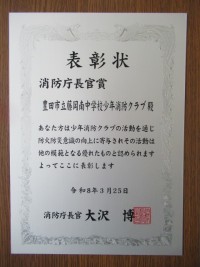 表彰状
消防庁長官賞
豊田市立藤岡南中学校少年消防クラブ 殿
あなた方は少年消防クラブの活動を通じ
防火防災意識の向上に寄与されその活動は
他の模範となる優れたものと認められます
よってここに表彰します
令和8年3月25日
消防庁長官 大沢 博